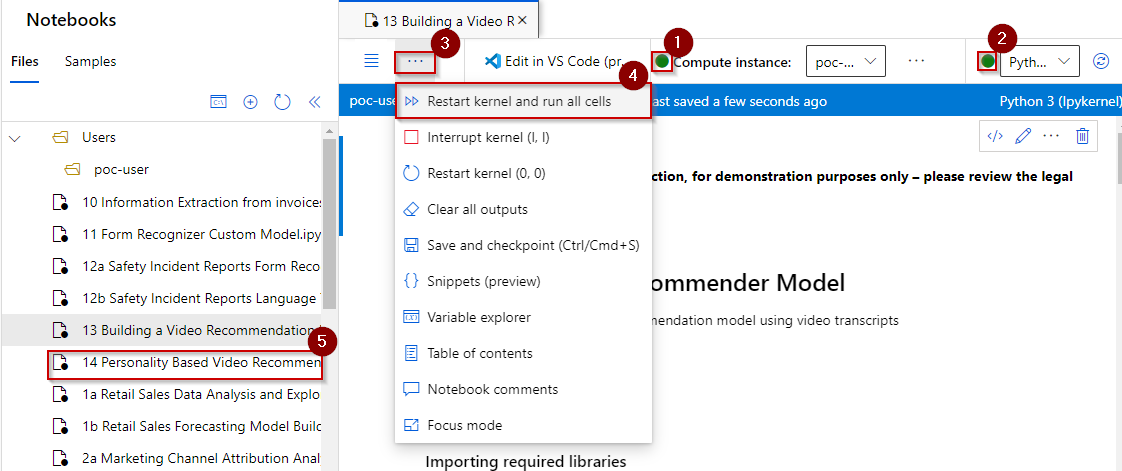 Notebooks
Files
Samples
Users
poc-user
10 Information Extraction from invoices
11 Form Recognizer Custom Model.ipy
12a Safety Incident Reports Form Reco
12b Safety Incident Reports Language
13 Building a Video Recommendation
14 Personality Based Video Recommen
5
1a Retail Sales Data Analysis and Explo
1b Retail Sales Forecasting Model Buil
2a Marketing Channel Attribution Anal
13 Building a Video R
3
1
2
...
Edit in VS Code (pr...
4
Compute instance:
poc-...
...
Pyth...
poc-use
ast saved a few seconds ago
Python 3 (Ipykernel)
Restart kernel and run all cells
Interrupt kernel (I, I)
Restart kernel (0, 0)
Clear all outputs
Save and checkpoint (Ctrl/Cmd+S)
Snippets (preview)
Variable explorer
Table of contents
Notebook comments
Focus mode
</> ...
ction, for demonstration purposes only – please review the legal
ommender Model
mendation model using video transcripts
Importing required libraries